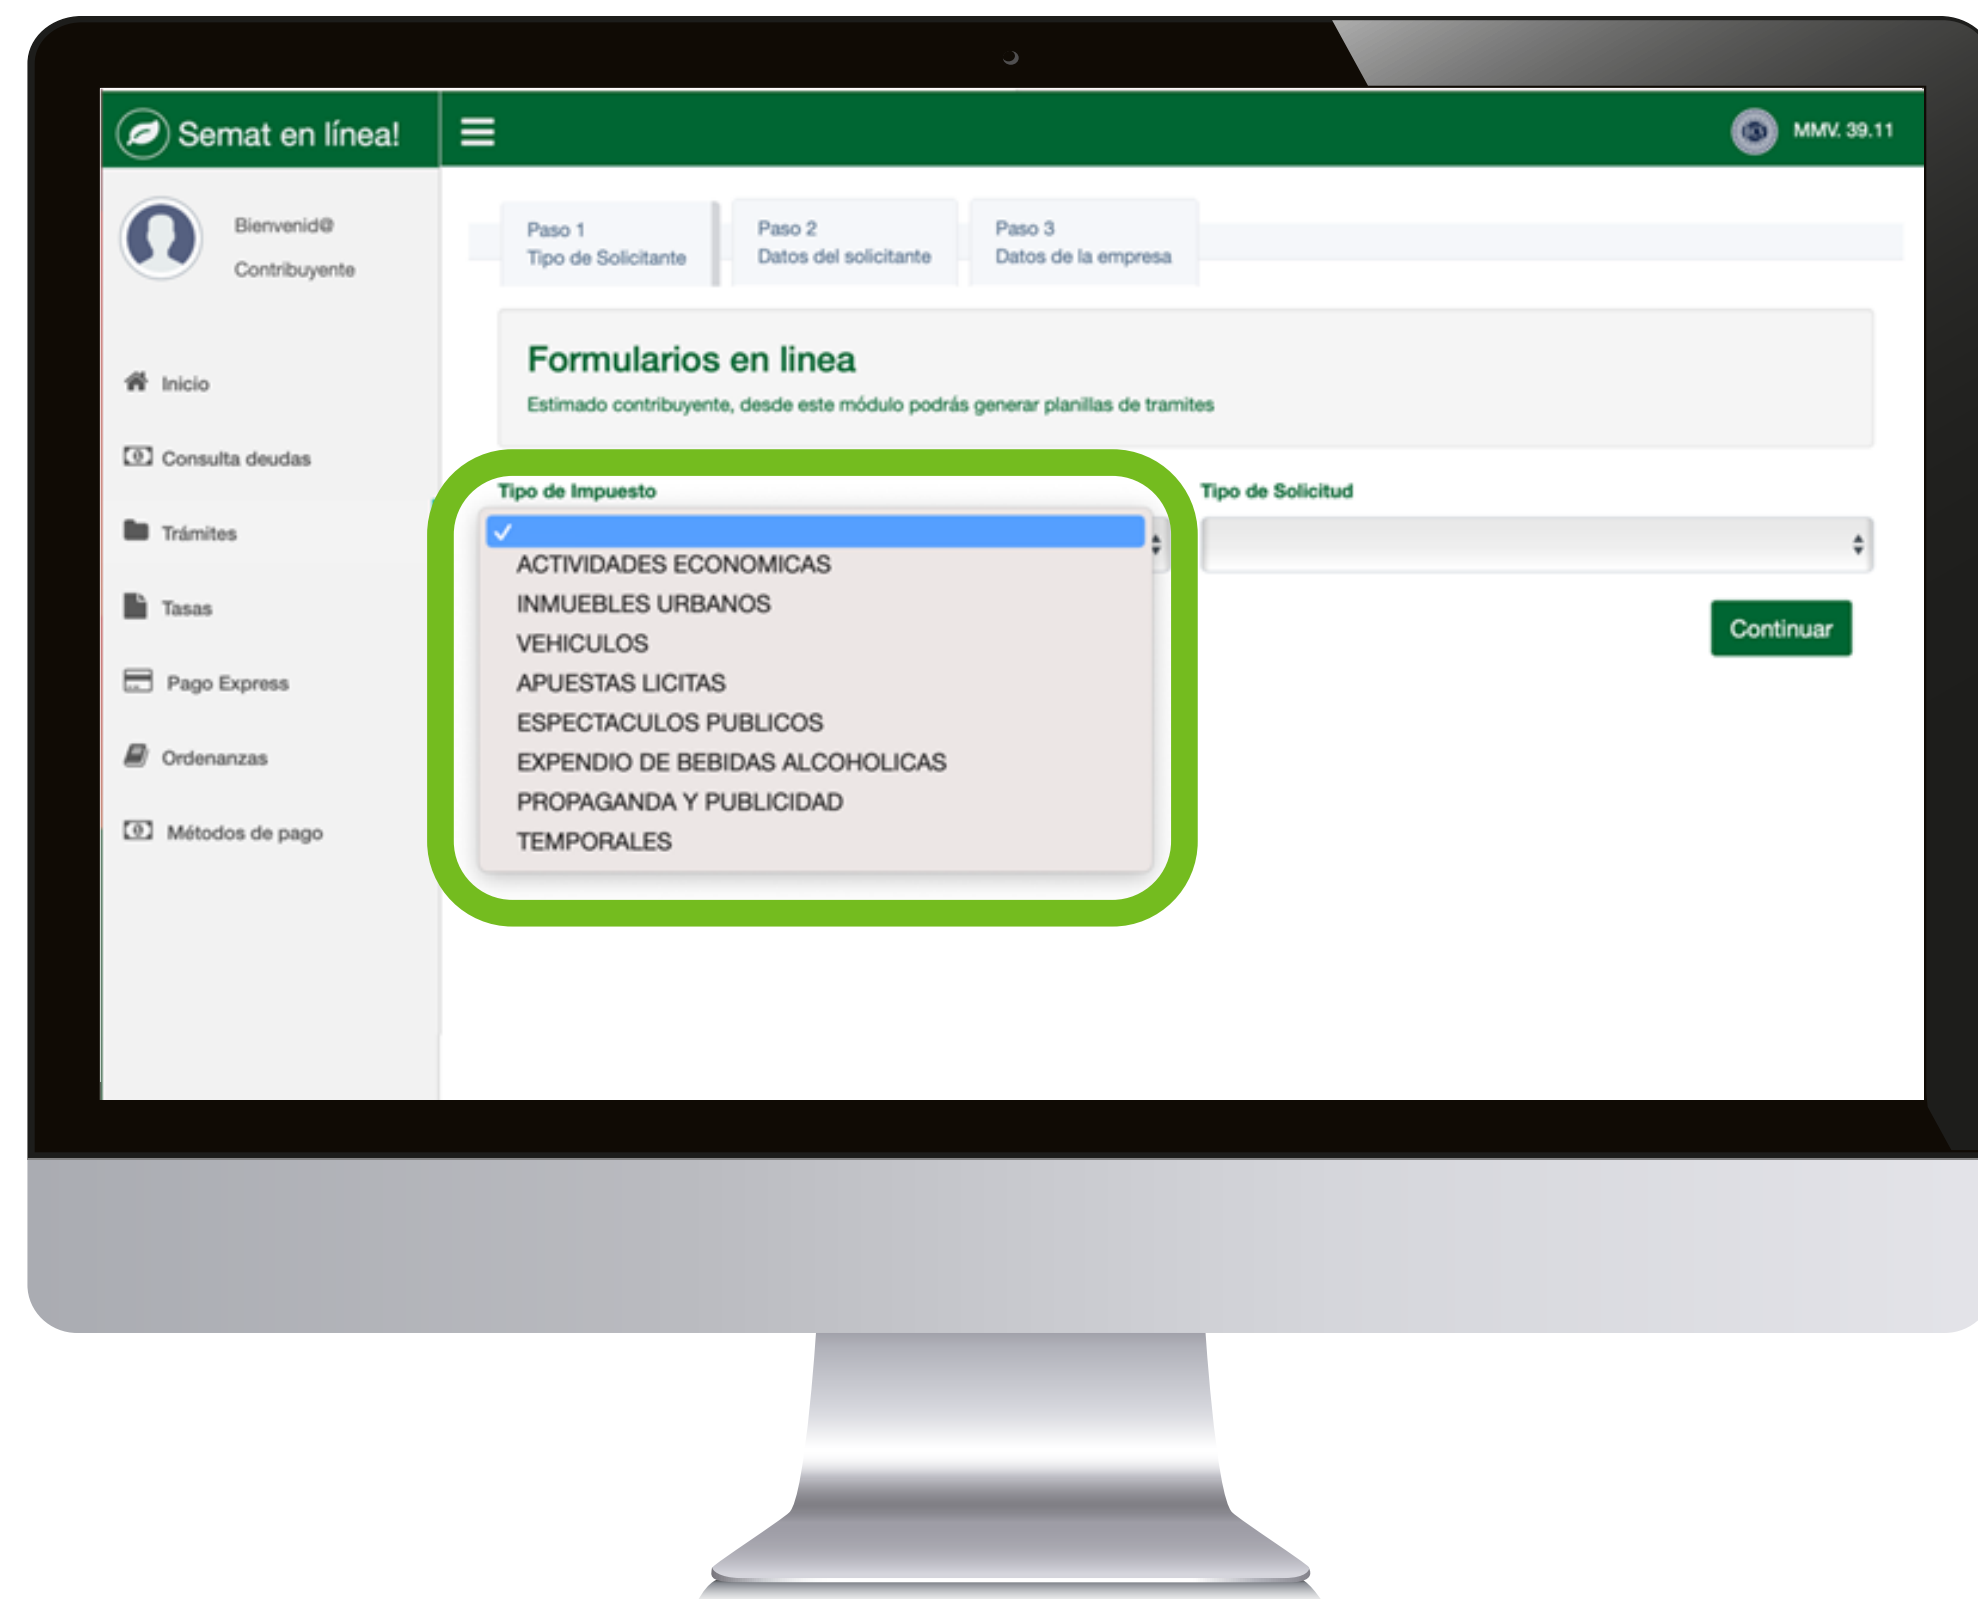 Semat en línea!
MMV. 39.11
Bienvenid@
Contribuyente
Inicio
Consulta deudas
Trámites
Tasas
Pago Express
Ordenanzas
Métodos de pago
Paso 1
Tipo de Solicitante
Paso 2
Datos del solicitante
Paso 3
Datos de la empresa
Formularios en linea
Estimado contribuyente, desde este módulo podrás generar planillas de tramites
Tipo de Impuesto
ACTIVIDADES ECONOMICAS
INMUEBLES URBANOS
VEHICULOS
APUESTAS LICITAS
ESPECTACULOS PUBLICOS
EXPENDIO DE BEBIDAS ALCOHOLICAS
PROPAGANDA Y PUBLICIDAD
TEMPORALES
Tipo de Solicitud
Continuar